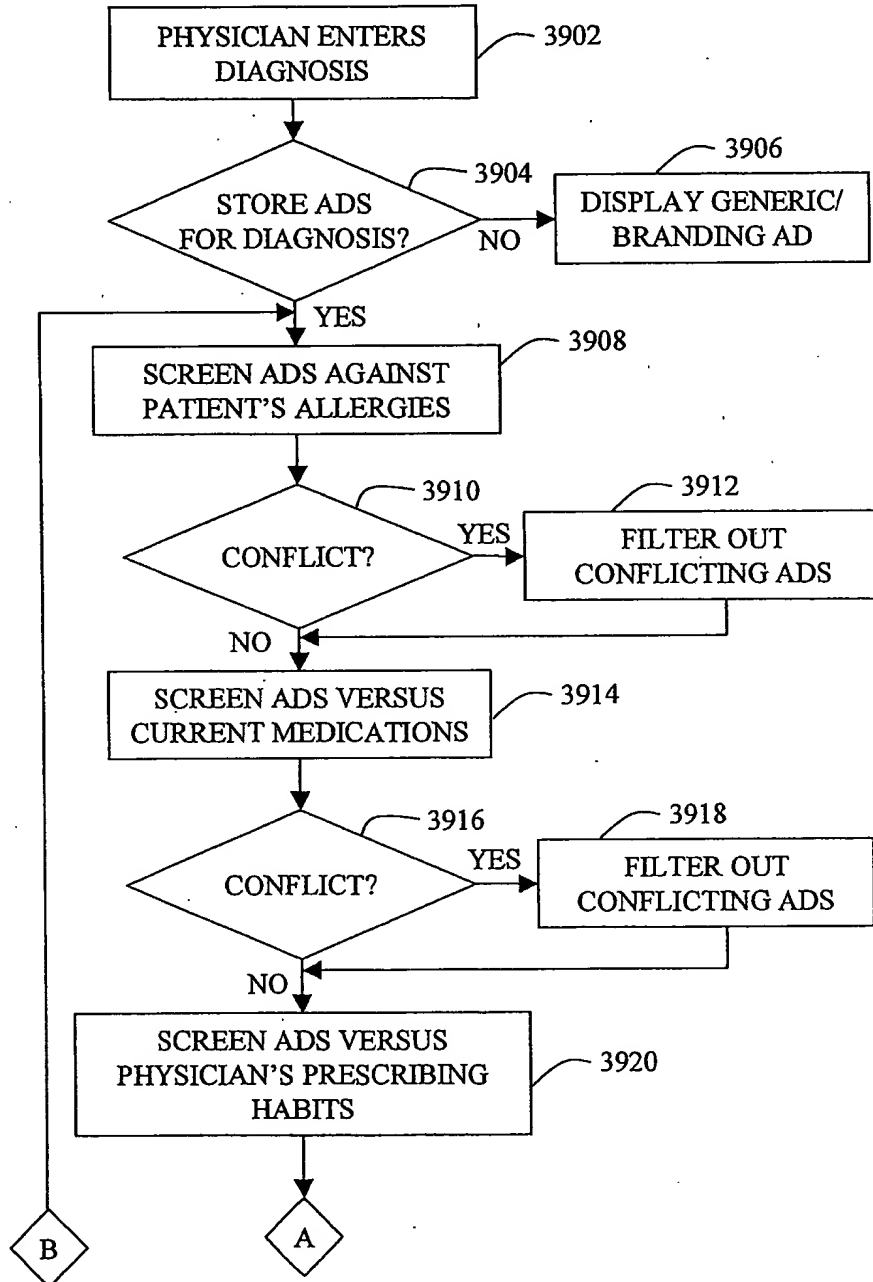 PHYSICIAN ENTERS
DIAGNOSIS
3902
STORE ADS
FOR DIAGNOSIS?
3904
NO
3906
DISPLAY GENERIC/
BRANDING AD
YES
SCREEN ADS AGAINST
PATIENT'S ALLERGIES
3908
CONFLICT?
3910
YES
3912
FILTER OUT
CONFLICTING ADS
NO
SCREEN ADS VERSUS
CURRENT MEDICATIONS
3914
CONFLICT?
3916
YES
3918
FILTER OUT
CONFLICTING ADS
NO
SCREEN ADS VERSUS
PHYSICIAN'S PRESCRIBING
HABITS
3920
B
A